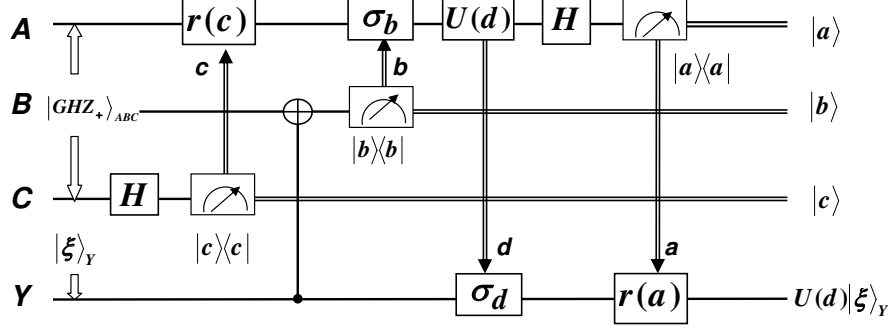 A r(c) σ_b U(d) H |a⟩
c b |a⟩⟨a|
B |GHZ_+⟩_ABC |b⟩
|b⟩⟨b|
C H |c⟩
|ξ⟩_Y |c⟩⟨c| d a
Y σ_d r(a) U(d)|ξ⟩_Y